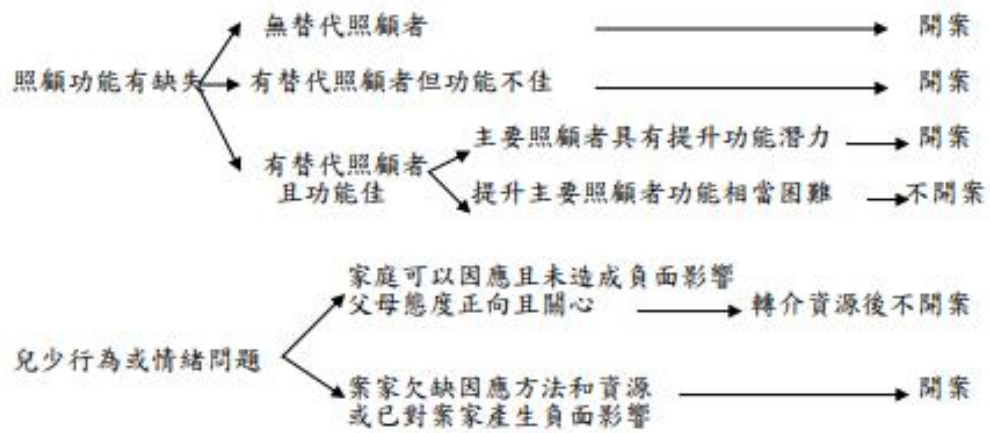 無替代照顧者 開案
照顧功能有缺失 有替代照顧者但功能不佳 開案
主要照顧者具有提升功能潛力 開案
有替代照顧者
且功能佳 提升主要照顧者功能相當困難 不開案
家庭可以因應且未造成負面影響
父母態度正向且關心 轉介資源後不開案
兒少行為或情緒問題
案家欠缺因應方法和資源 開案
或已對案家產生負面影響